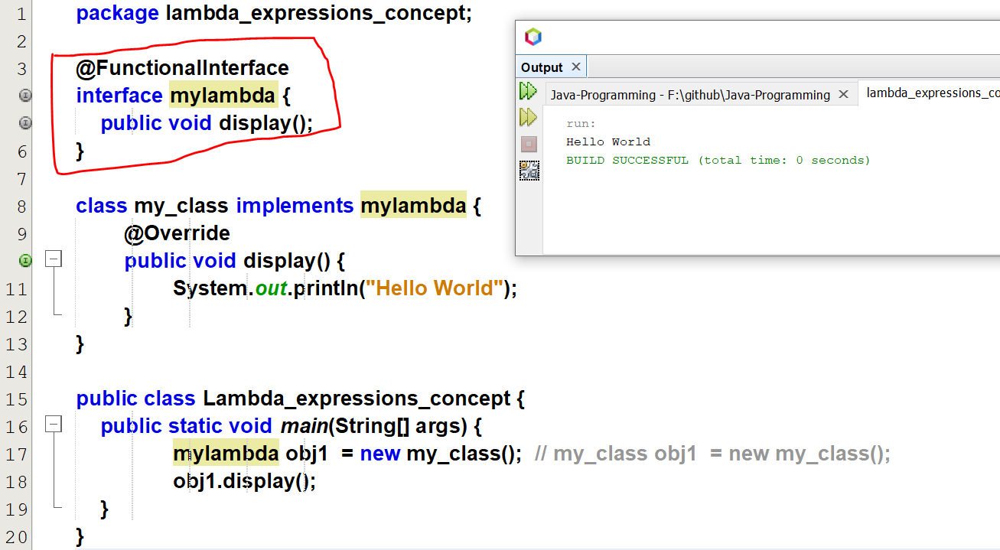 1 package lambda_expressions_concept;
2
3 @FunctionalInterface
interface mylambda {
public void display();
6 }
7
8 class my_class implements mylambda {
9 @Override
public void display() {
11 System.out.println("Hello World");
12 }
13 }
14
15 public class Lambda_expressions_concept {
16 public static void main(String[] args) {
17 mylambda obj1 = new my_class(); // my_class obj1 = new my_class();
18 obj1.display();
19 }
20 }
Output
Java-Programming - F:\github\Java-Programming
lambda_expressions_co
run:
Hello World
BUILD SUCCESSFUL (total time: 0 seconds)